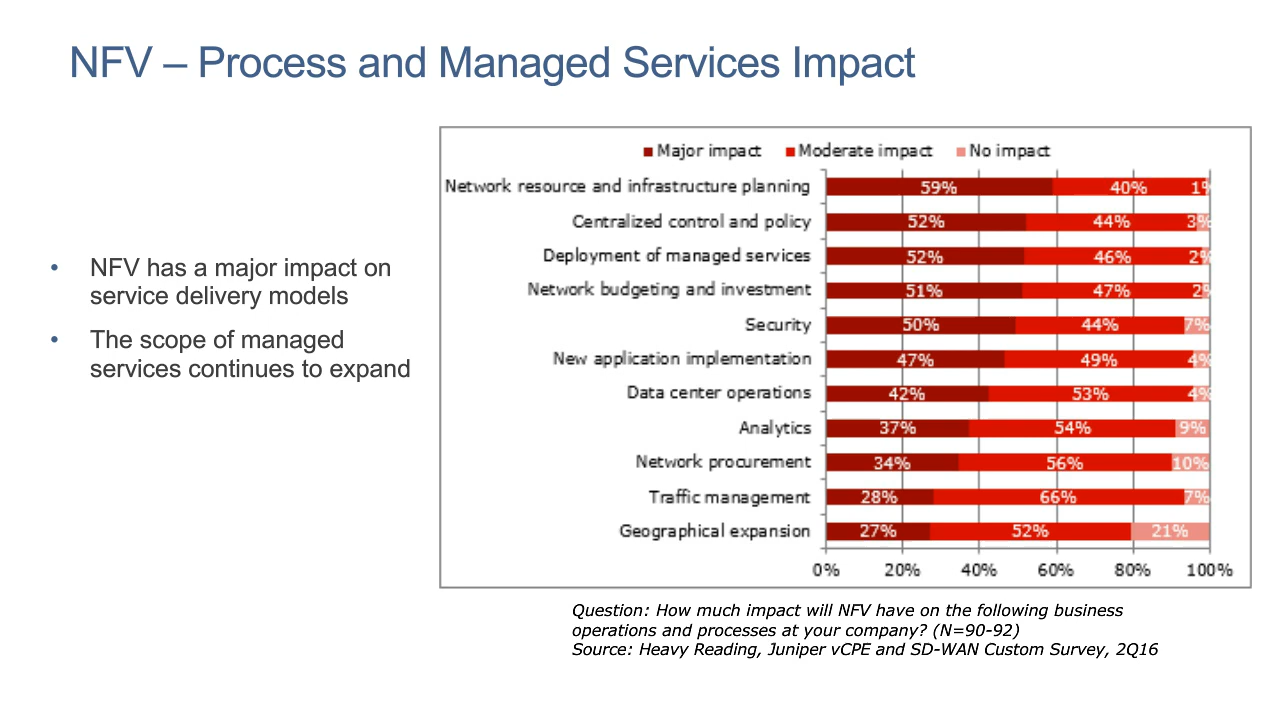 NFV – Process and Managed Services Impact
• NFV has a major impact on
service delivery models
• The scope of managed
services continues to expand
Major impact Moderate impact No impact
Network resource and infrastructure planning 59% 40% 1%
Centralized control and policy 52% 44% 3%
Deployment of managed services 52% 46% 2%
Network budgeting and investment 51% 47% 2%
Security 50% 44% 7%
New application implementation 47% 49% 4%
Data center operations 42% 53% 4%
Analytics 37% 54% 9%
Network procurement 34% 56% 10%
Traffic management 28% 66% 7%
Geographical expansion 27% 52% 21%
0% 20% 40% 60% 80% 100%
Question: How much impact will NFV have on the following business
operations and processes at your company? (N=90-92)
Source: Heavy Reading, Juniper vCPE and SD-WAN Custom Survey, 2Q16